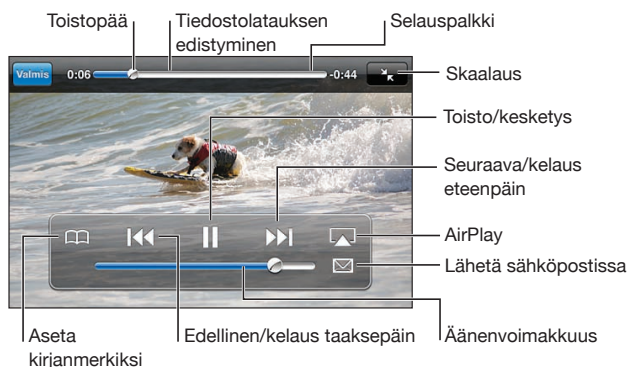 Toistopää
Tiedostolatauksen
edistyminen
Selauspalkki
Valmis
0:06
-0:44
Skaalaus
Toisto/kesketys
Seuraava/kelaus
eteenpäin
AirPlay
Lähetä sähköpostissa
Aseta
kirjanmerkiksi
Edellinen/kelaus taaksepäin
Äänenvoimakkuus